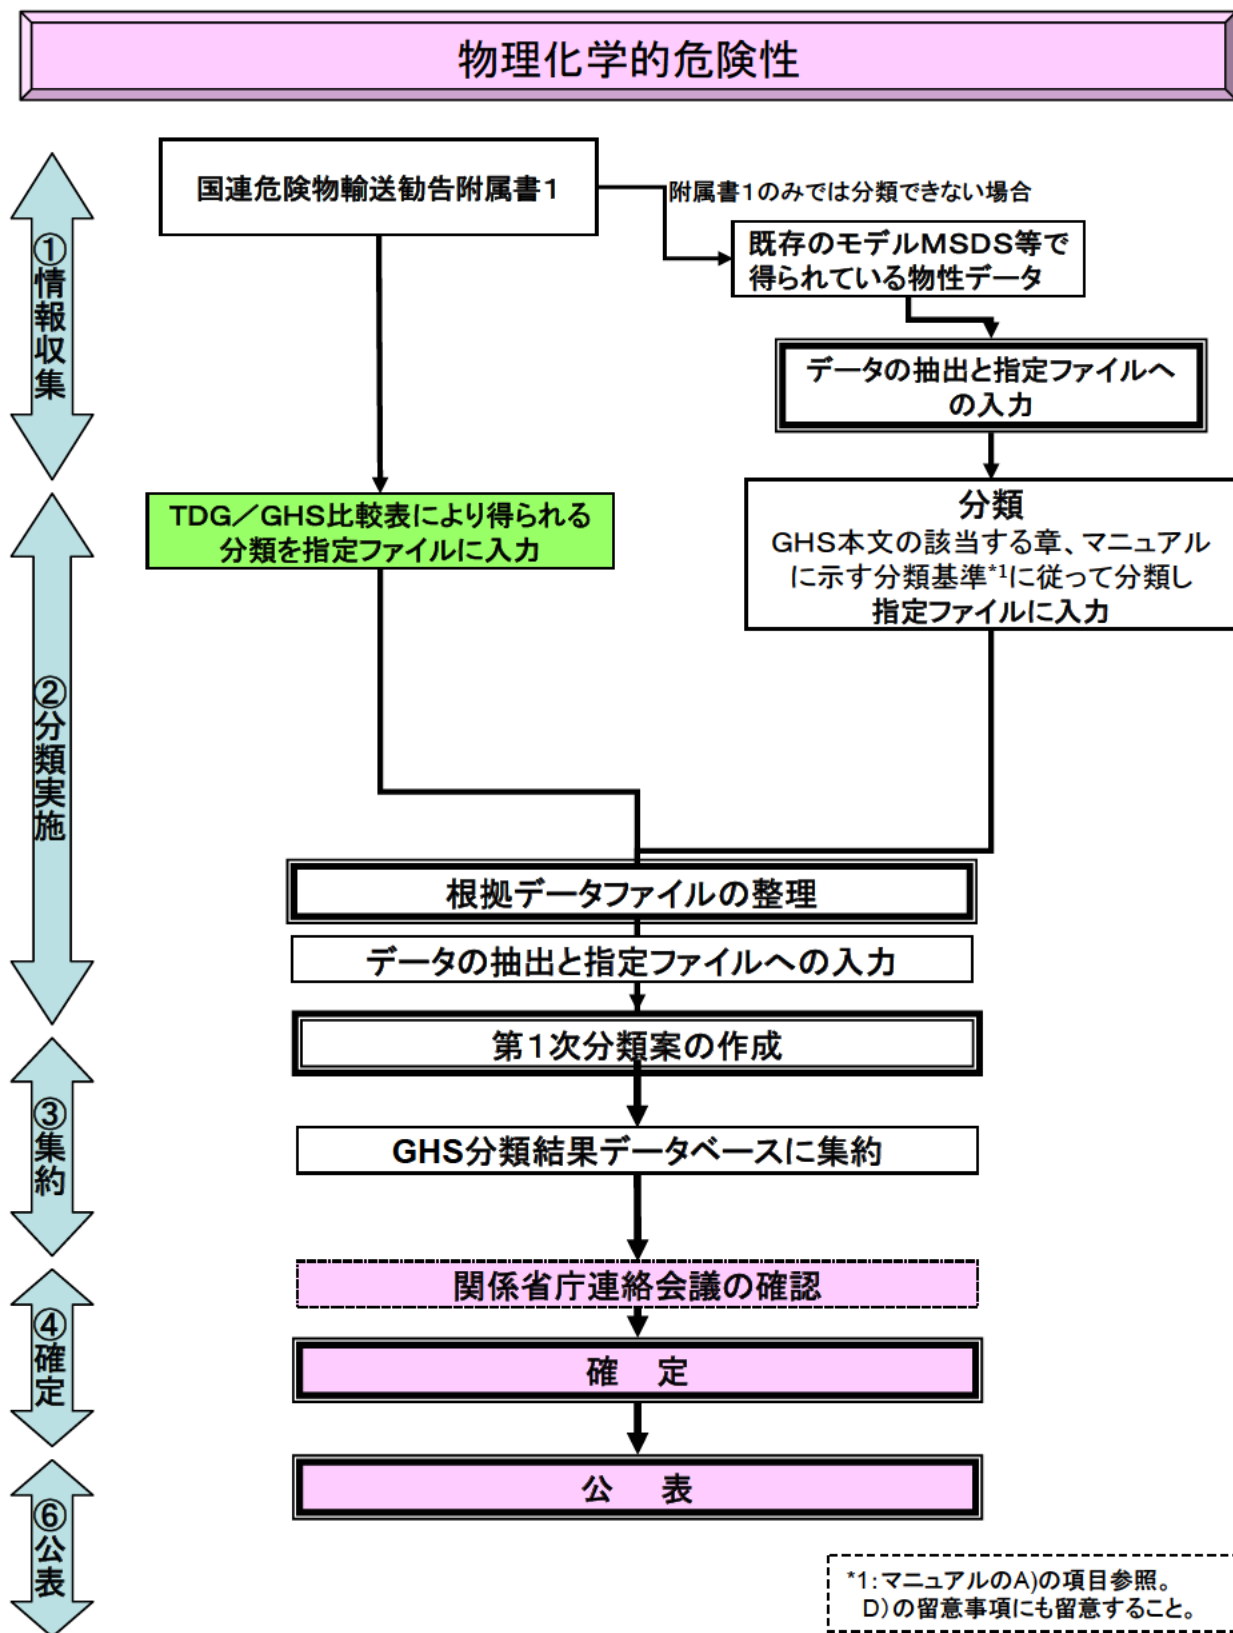 物理化学的危険性
①情報収集
国連危険物輸送勧告附属書1
附属書1のみでは分類できない場合
既存のモデルMSDS等で
得られている物性データ
データの抽出と指定ファイルへ
の入力
②分類実施
TDG／GHS比較表により得られる
分類を指定ファイルに入力
分類
GHS本文の該当する章、マニュアル
に示す分類基準*1に従って分類し
指定ファイルに入力
根拠データファイルの整理
データの抽出と指定ファイルへの入力
第1次分類案の作成
③集約
GHS分類結果データベースに集約
④確定
関係省庁連絡会議の確認
確　定
⑥公表
公　表
*1:マニュアルのA)の項目参照。
D)の留意事項にも留意すること。